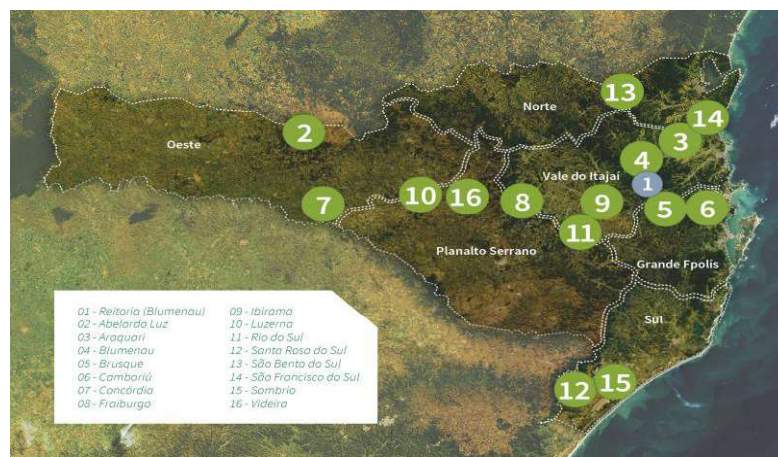 13
Norte
14
2
3
Oeste
4
Vale do Itajaí
1
10
16
8
9
7
5
6
11
Planalto Serrano
Grande Fpolis
Sul
01 - Reitoria (Blumenau)
02 - Abelardo Luz
03 - Araquari
04 - Blumenau
05 - Brusque
06 - Camboriú
07 - Concórdia
08 - Fraiburgo
09 - Ibirama
10 - Luzerna
11 - Rio do Sul
12 - Santa Rosa do Sul
13 - São Bento do Sul
14 - São Francisco do Sul
15 - Sombrio
16 - Videira
12
15